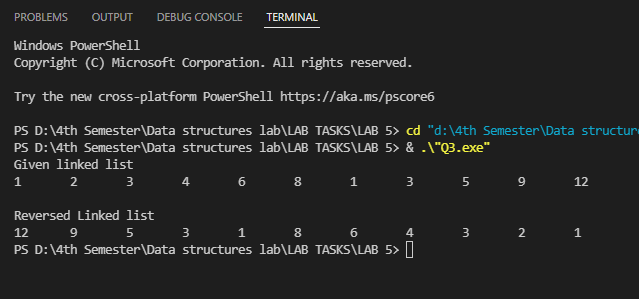 PROBLEMS OUTPUT DEBUG CONSOLE TERMINAL
Windows PowerShell
Copyright (C) Microsoft Corporation. All rights reserved.
Try the new cross-platform PowerShell https://aka.ms/pscore6
PS D:\4th Semester\Data structures lab\LAB TASKS\LAB 5> cd "d:\4th Semester\Data structure
PS D:\4th Semester\Data structures lab\LAB TASKS\LAB 5> & .\"Q3.exe"
Given linked list
1 2 3 4 6 8 1 3 5 9 12
Reversed Linked list
12 9 5 3 1 8 6 4 3 2 1
PS D:\4th Semester\Data structures lab\LAB TASKS\LAB 5>